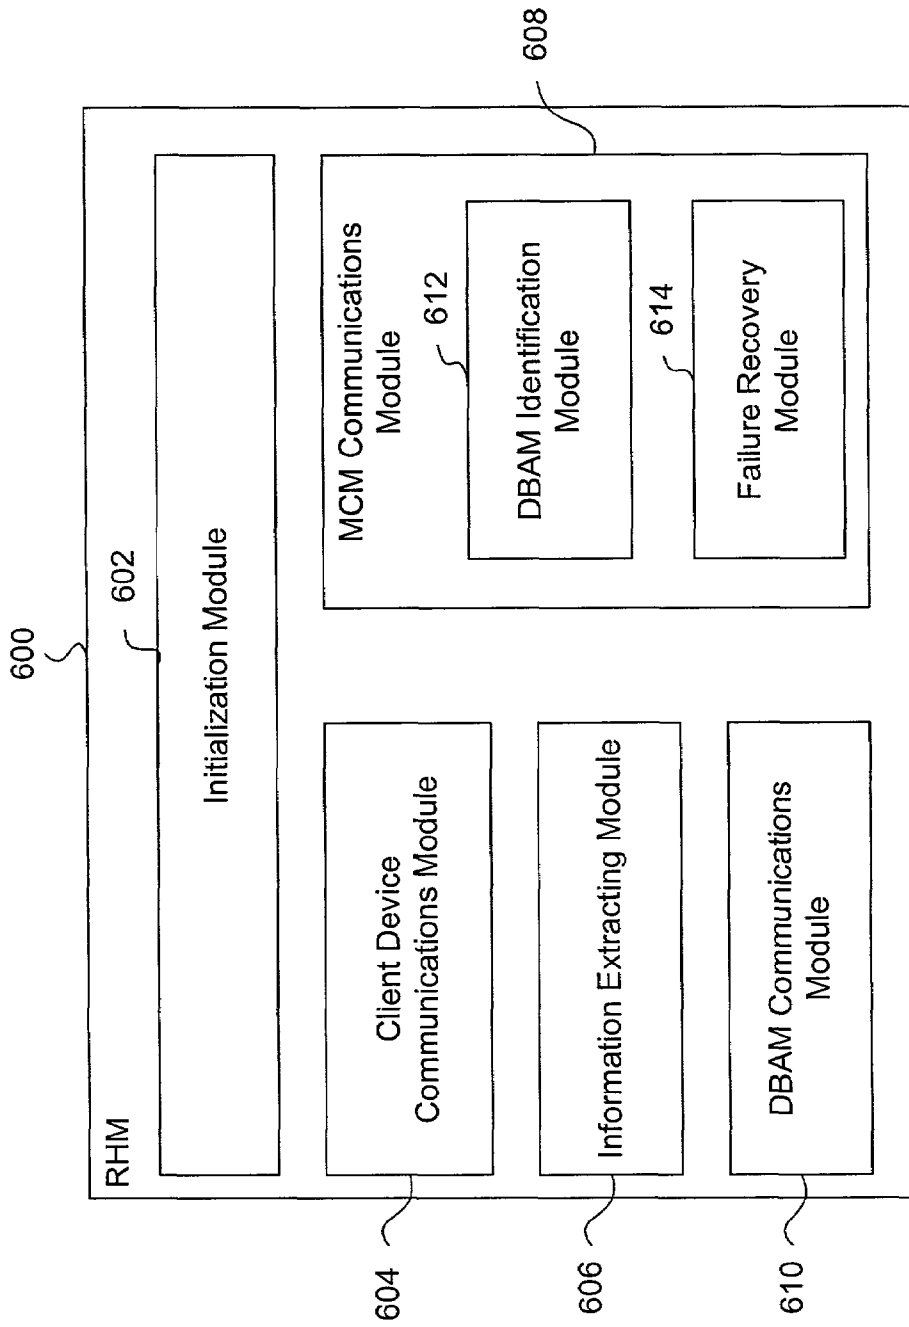 600
RHM
602
Initialization Module
604
Client Device
Communications Module
606
Information Extracting Module
610
DBAM Communications
Module
608
MCM Communications
Module
612
DBAM Identification
Module
614
Failure Recovery
Module